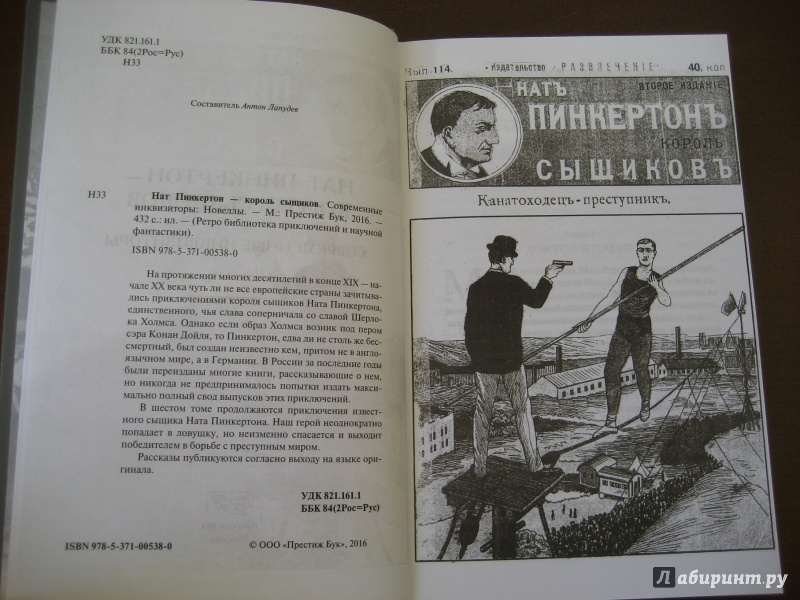 УДК 821.161.1
ББК 84(2Рос=Рус)
Н33
Составитель Антон Лапудев
Н33
Нат Пинкертон — король сыщиков. Современные
инквизиторы: Новеллы. — М.: Престиж Бук, 2016. —
432 с.: ил. — (Ретро библиотека приключений и научной
фантастики).
ISBN 978-5-371-00538-0
На протяжении многих десятилетий в конце XIX — на-
чале XX века чуть ли не все европейские страны зачитыва-
лись приключениями короля сыщиков Ната Пинкертона,
единственного, чья слава соперничала со славой Шерло-
ка Холмса. Однако если образ Холмса возник под пером
сэра Конан Дойля, то Пинкертон, едва ли не столь же бес-
смертный, был создан неизвестно кем, притом не в англо-
язычном мире, а в Германии. В России за последние годы
были переизданы многие книги, рассказывающие о нем,
но никогда не предпринималось попытки издать макси-
мально полный свод выпусков этих приключений.
В шестом томе продолжаются приключения извест-
ного сыщика Ната Пинкертона. Наш герой неоднократно
попадает в ловушку, но неизменно спасается и выходит
победителем в борьбе с преступным миром.
Рассказы публикуются согласно выходу на языке ори-
гинала.
УДК 821.161.1
ББК 84(2Рос=Рус)
ISBN 978-5-371-00538-0
© ООО «Престиж Бук», 2016
Вып. 114. издательство РАЗВЛЕЧЕНІЕ 40. коп
ВТОРОЕ ИЗДАНІЕ
НАТЪ
ПИНКЕРТОНЪ
КОРОЛЬ
СЫЩИКОВЪ
Канатоходецъ-преступникъ.
Лабиринт.ру